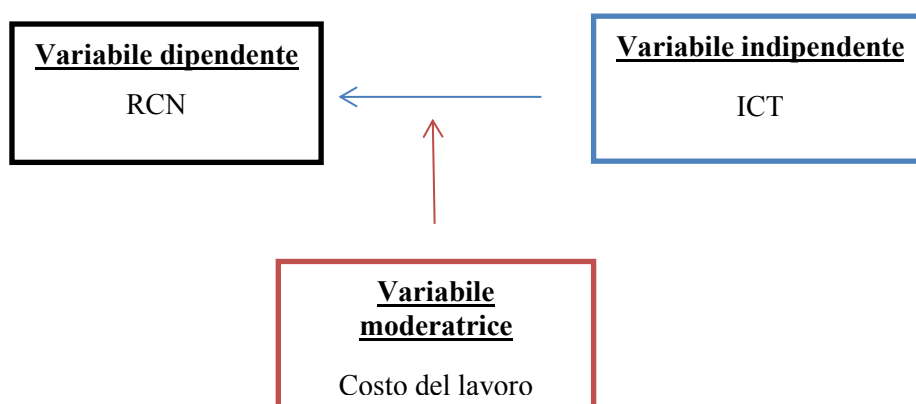 Variabile dipendente
RCN
Variabile indipendente
ICT
Variabile
moderatrice
Costo del lavoro